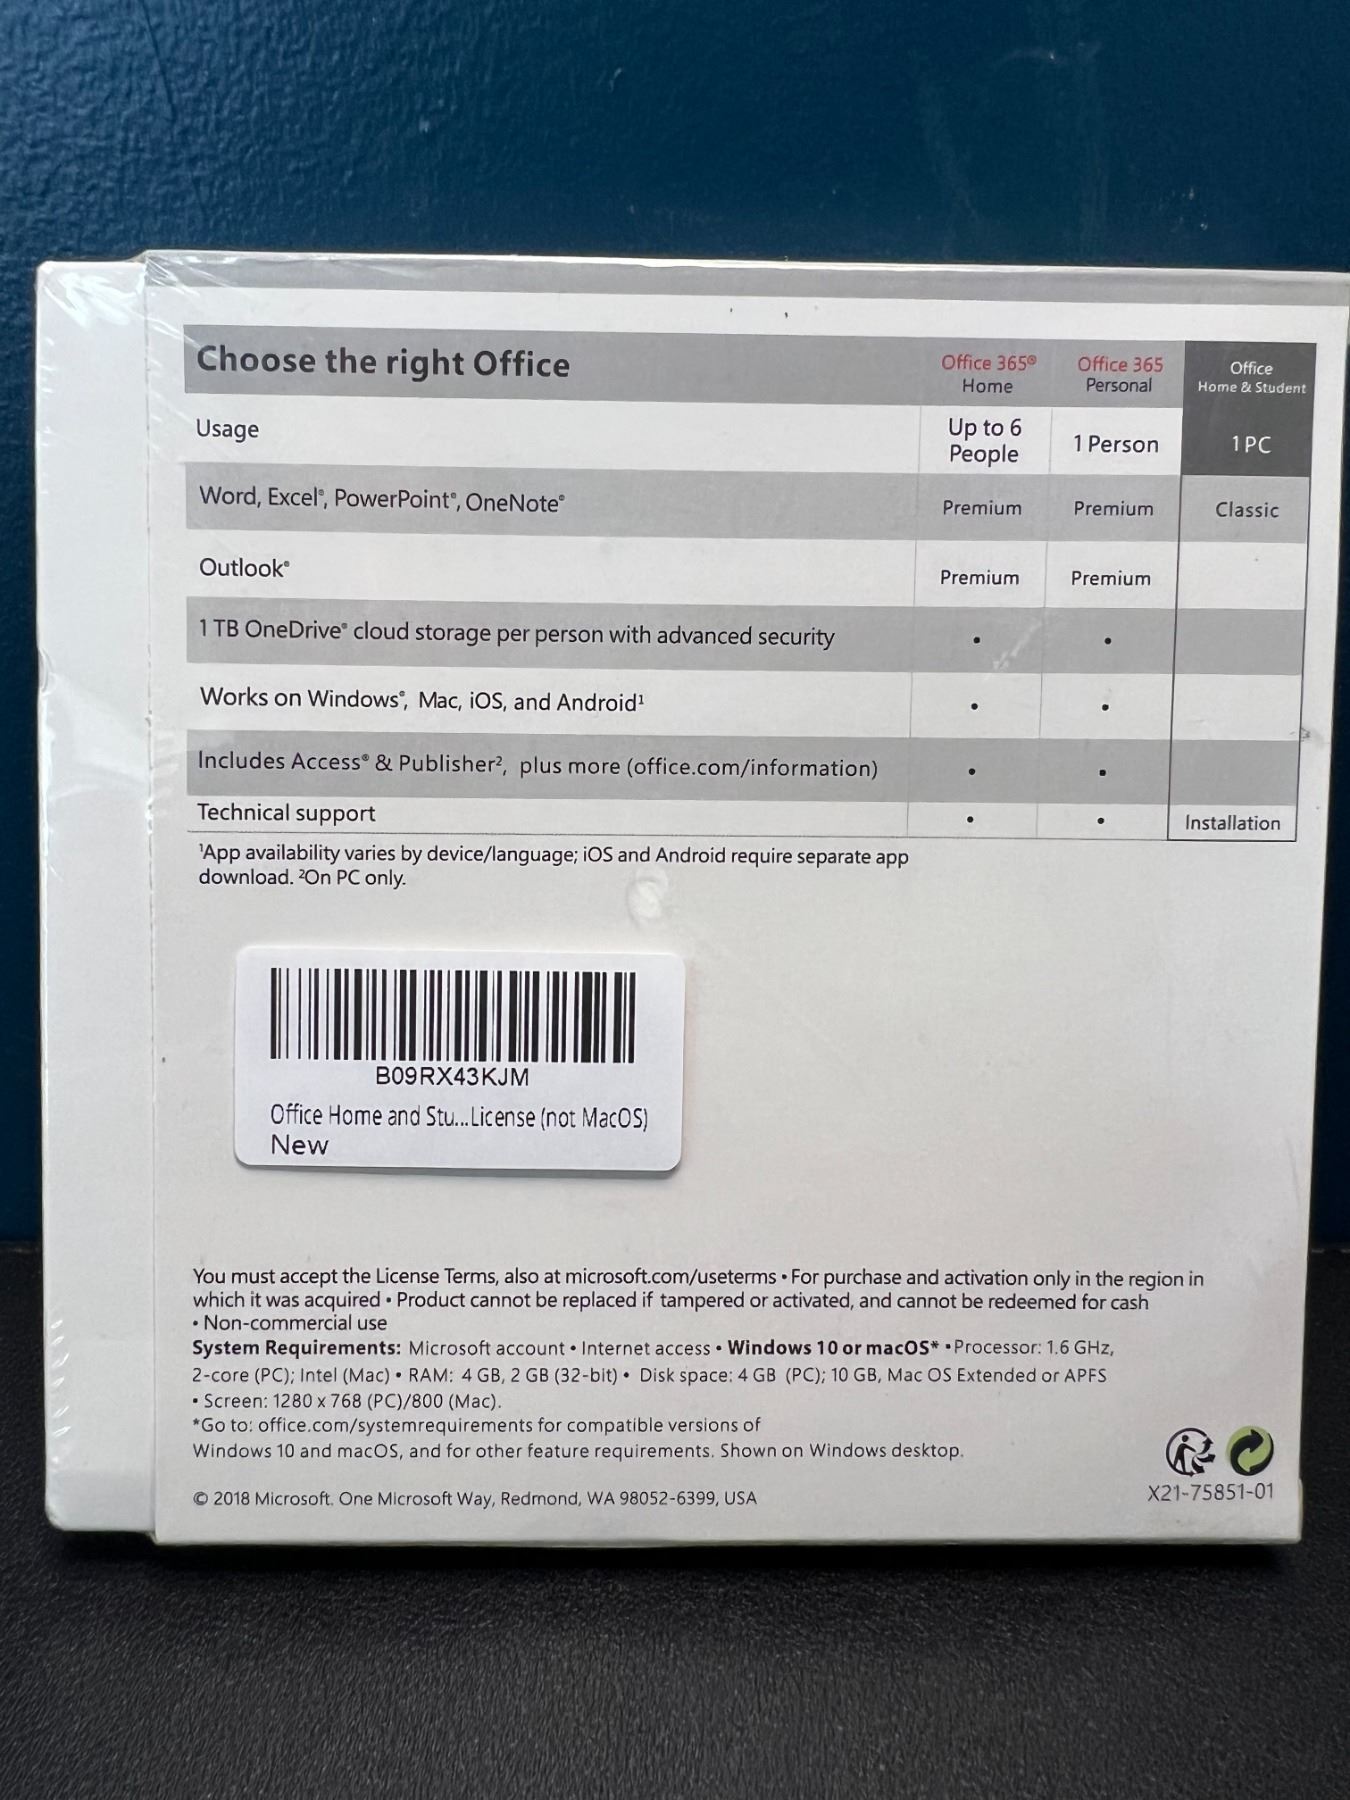 Choose the right Office
Office 365® Home
Office 365 Personal
Office Home & Student
Usage
Up to 6 People
1 Person
1 PC
Word, Excel®, PowerPoint®, OneNote®
Premium
Premium
Classic
Outlook®
Premium
Premium
1 TB OneDrive® cloud storage per person with advanced security
•
•
Works on Windows®, Mac, iOS, and Android¹
•
•
Includes Access® & Publisher², plus more (office.com/information)
•
•
Technical support
•
•
Installation
¹App availability varies by device/language; iOS and Android require separate app
download. ²On PC only.
B09RX43KJM
Office Home and Stu...License (not MacOS)
New
You must accept the License Terms, also at microsoft.com/useterms • For purchase and activation only in the region in
which it was acquired • Product cannot be replaced if tampered or activated, and cannot be redeemed for cash
• Non-commercial use
System Requirements: Microsoft account • Internet access • Windows 10 or macOS* • Processor: 1.6 GHz,
2-core (PC); Intel (Mac) • RAM: 4 GB, 2 GB (32-bit) • Disk space: 4 GB (PC); 10 GB, Mac OS Extended or APFS
• Screen: 1280 x 768 (PC)/800 (Mac).
*Go to: office.com/systemrequirements for compatible versions of
Windows 10 and macOS, and for other feature requirements. Shown on Windows desktop.
© 2018 Microsoft. One Microsoft Way, Redmond, WA 98052-6399, USA
X21-75851-01